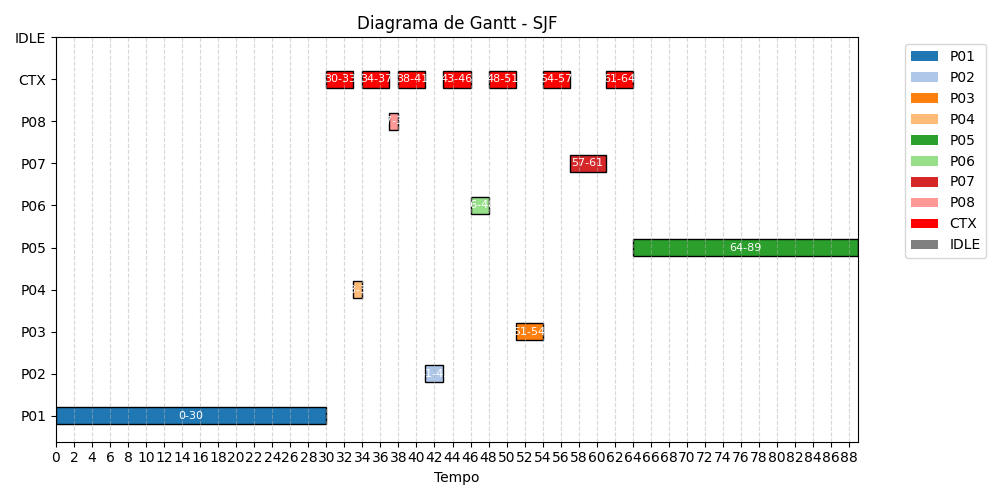 Diagrama de Gantt - SJF
IDLE
CTX
P08
P07
P06
P05
P04
P03
P02
P01
30-33
34-37
38-41
43-46
48-51
54-57
61-64
57-61
64-89
51-54
0-30
0 2 4 6 8 10 12 14 16 18 20 22 24 26 28 30 32 34 36 38 40 42 44 46 48 50 52 54 56 58 60 62 64 66 68 70 72 74 76 78 80 82 84 86 88
Tempo
P01
P02
P03
P04
P05
P06
P07
P08
CTX
IDLE